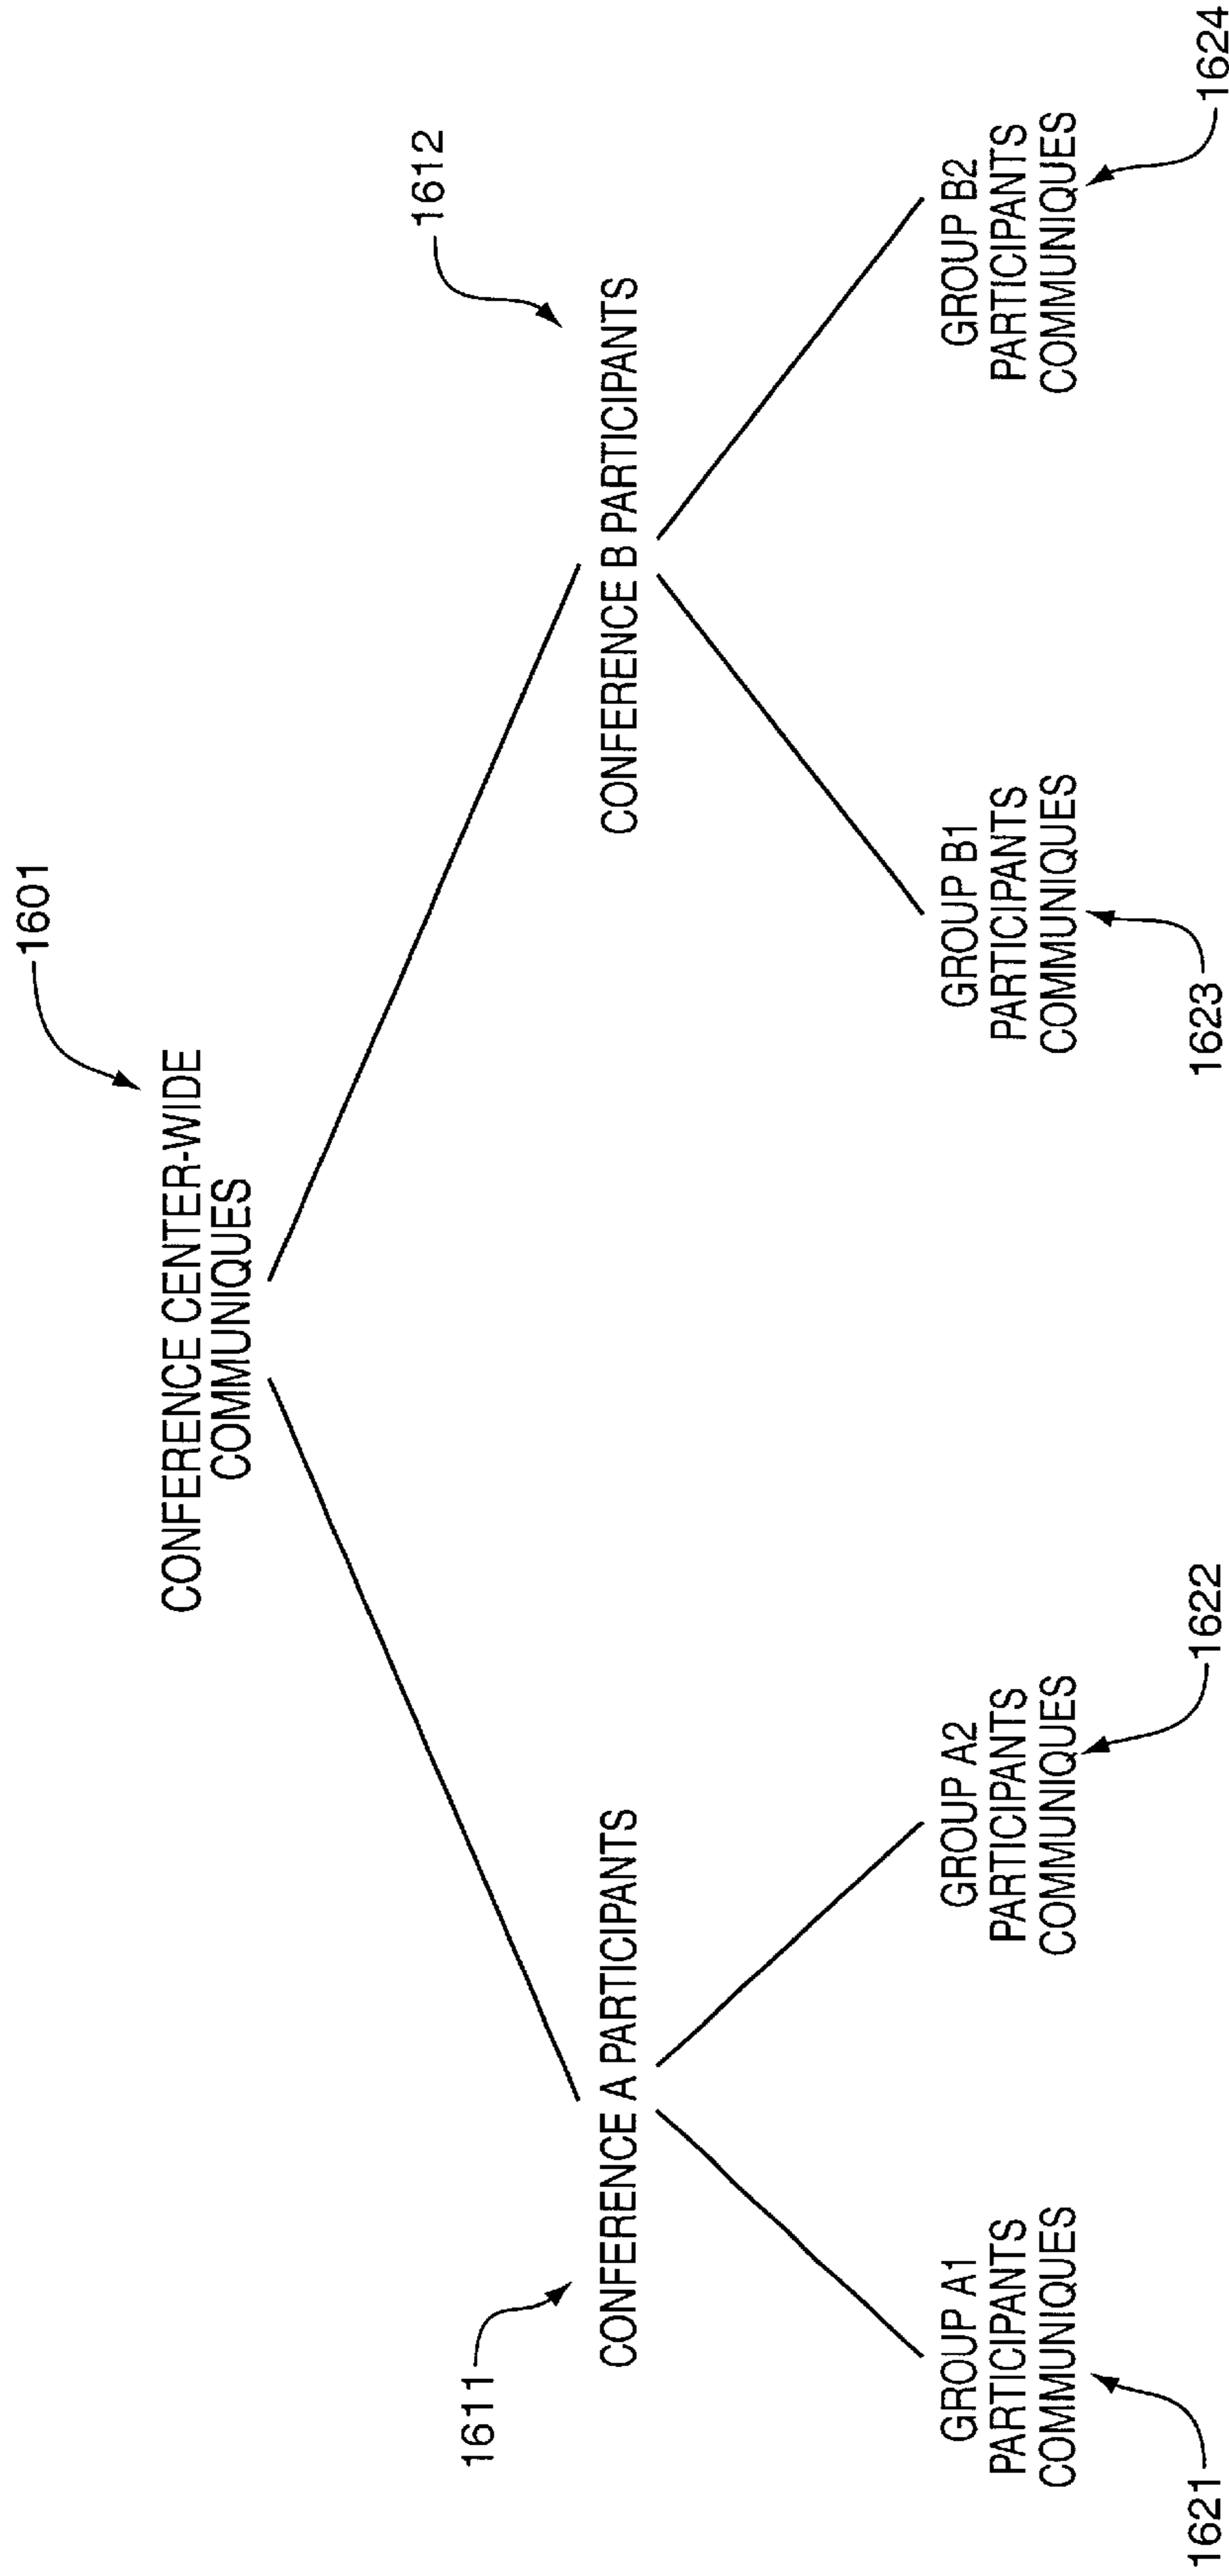 1601
CONFERENCE CENTER-WIDE
COMMUNIQUES
1611
CONFERENCE A PARTICIPANTS
1612
CONFERENCE B PARTICIPANTS
GROUP A1
PARTICIPANTS
COMMUNIQUES
1621
GROUP A2
PARTICIPANTS
COMMUNIQUES
1622
GROUP B1
PARTICIPANTS
COMMUNIQUES
1623
GROUP B2
PARTICIPANTS
COMMUNIQUES
1624